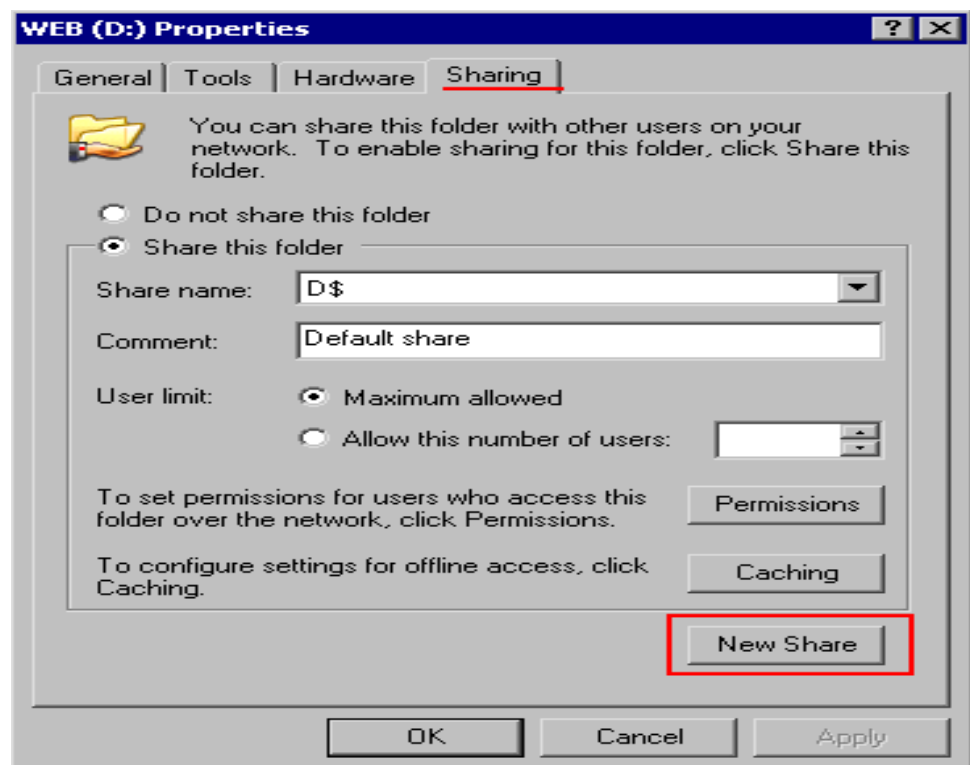 WEB (D:) Properties
General Tools Hardware Sharing
You can share this folder with other users on your
network. To enable sharing for this folder, click Share this
folder.
Do not share this folder
Share this folder
Share name: D$
Comment: Default share
User limit: Maximum allowed
Allow this number of users:
To set permissions for users who access this
folder over the network, click Permissions.
Permissions
To configure settings for offline access, click
Caching.
Caching
New Share
OK Cancel Apply